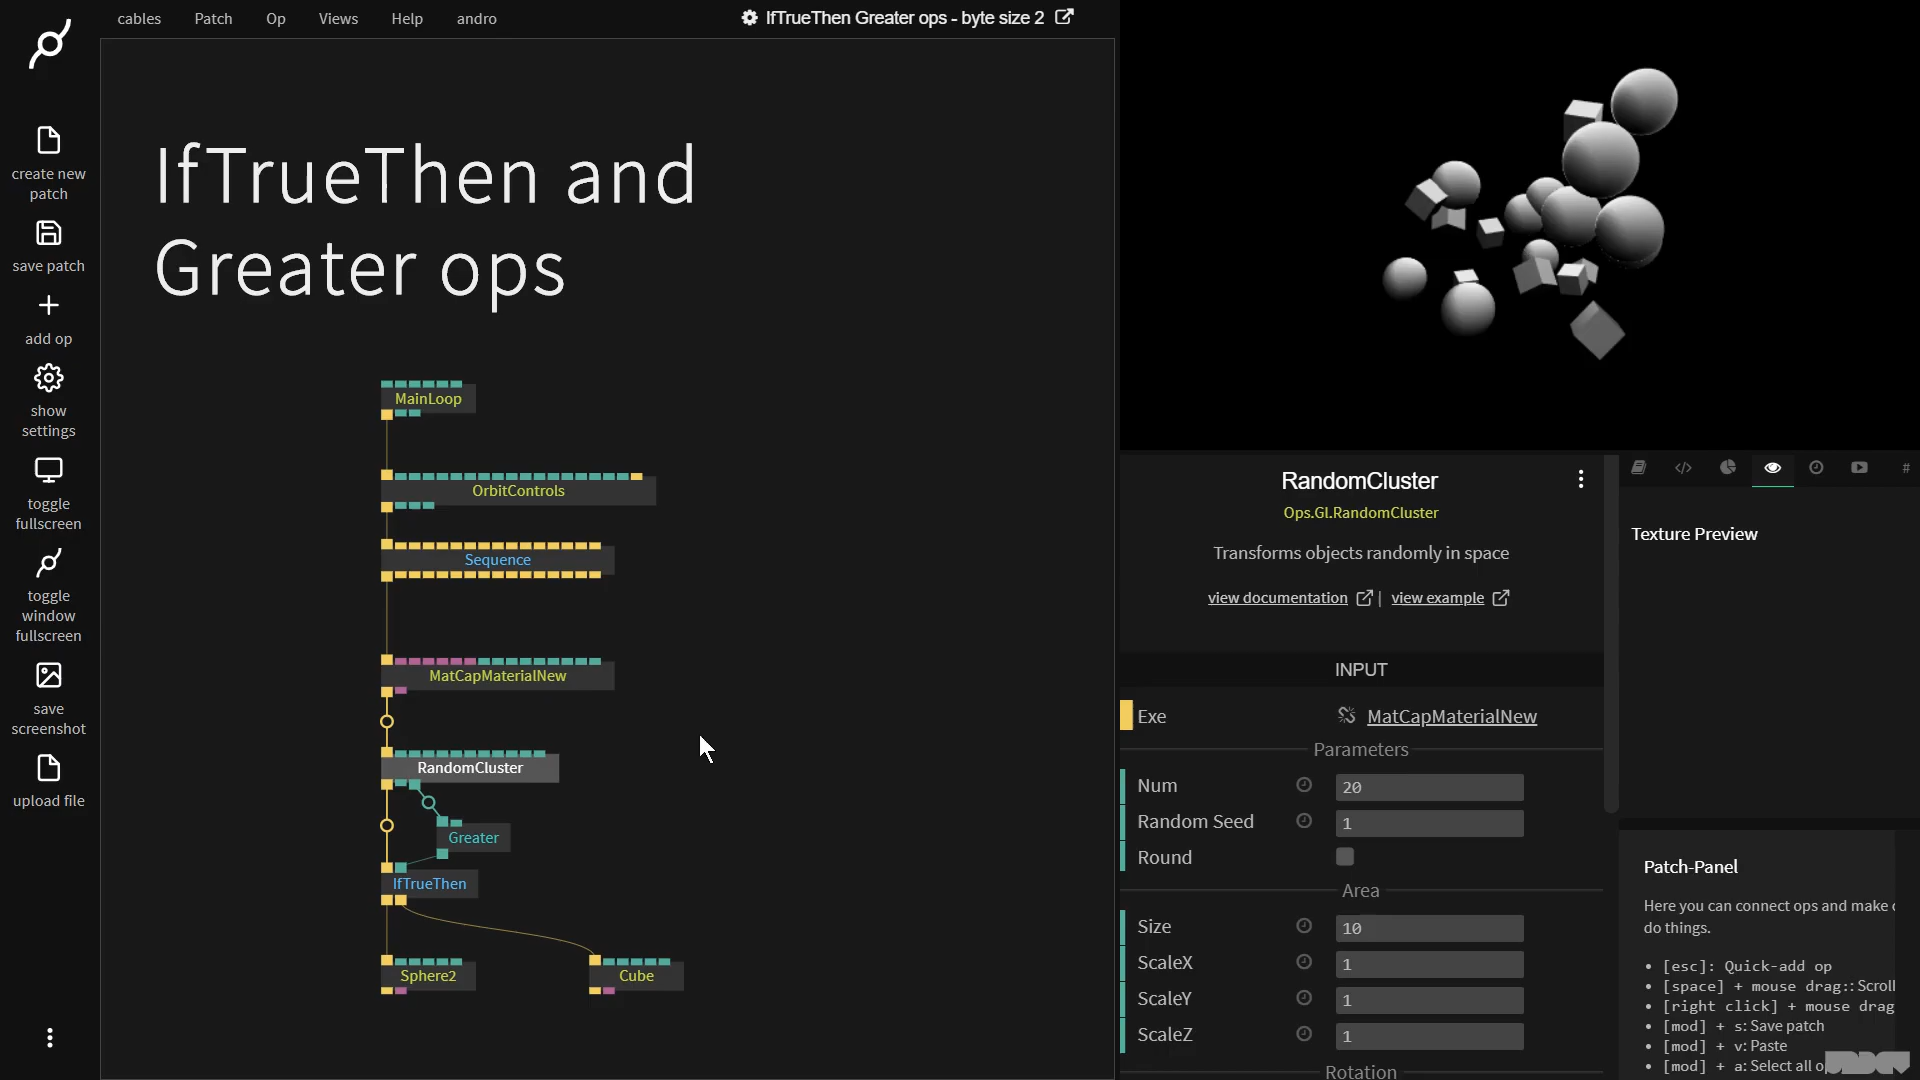 cables Patch Op Views Help andro
IfTrueThen Greater ops - byte size 2
create new
patch
save patch
add op
show
settings
toggle
fullscreen
toggle
window
fullscreen
save
screenshot
upload file
IfTrueThen and
Greater ops
MainLoop
OrbitControls
Sequence
MatCapMaterialNew
RandomCluster
Greater
IfTrueThen
Sphere2
Cube
RandomCluster
Ops.Gl.RandomCluster
Transforms objects randomly in space
view documentation | view example
INPUT
Exe MatCapMaterialNew
Parameters
Num 20
Random Seed 1
Round
Area
Size 10
ScaleX 1
ScaleY 1
ScaleZ 1
Rotation
#
Texture Preview
Patch-Panel
Here you can connect ops and make
do things.
[esc]: Quick-add op
[space] + mouse drag:: Scroll
[right click] + mouse drag
[mod] + s: Save patch
[mod] + v: Paste
[mod] + a: Select all